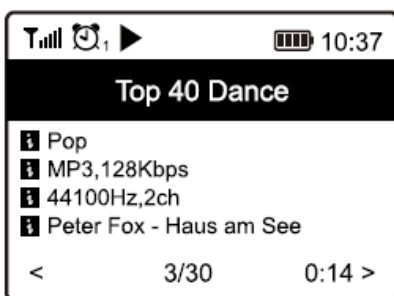 1 10:37
Top 40 Dance
i Pop
i MP3,128Kbps
i 44100Hz,2ch
i Peter Fox - Haus am See
< 3/30 0:14 >